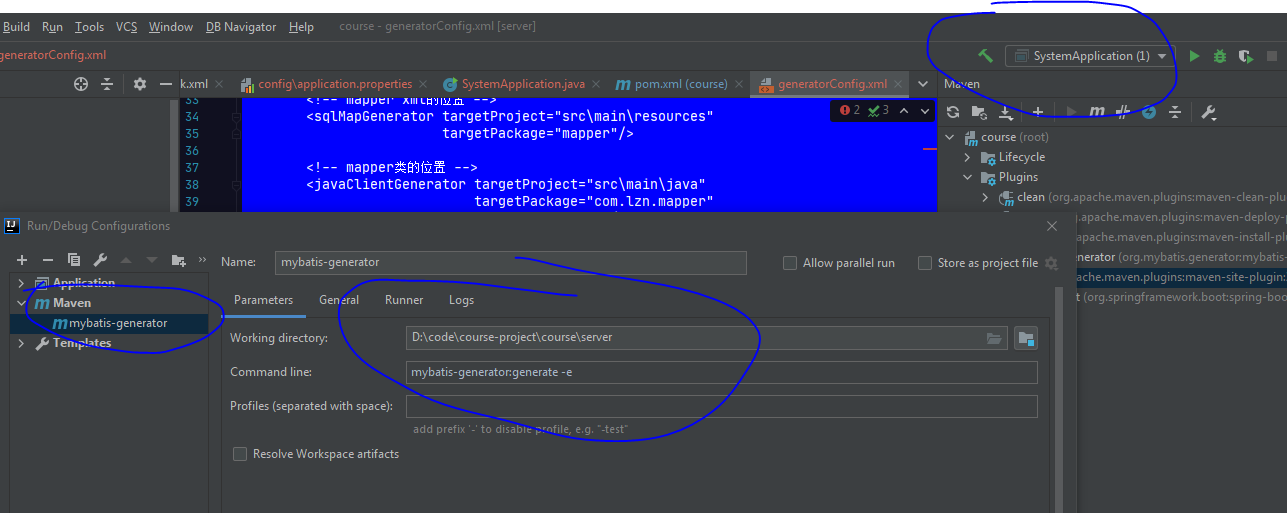 Build Run Tools VCS Window DB Navigator Help course - generatorConfig.xml [server]
generatorConfig.xml
SystemApplication (1)
k.xml config\application.properties SystemApplication.java pom.xml (course) generatorConfig.xml
Maven
33 <!-- mapper xml的位置 -->
34 <sqlMapGenerator targetProject="src\main\resources"
35 targetPackage="mapper"/>
36
37 <!-- mapper类的位置 -->
38 <javaClientGenerator targetProject="src\main\java"
39 targetPackage="com.lzn.mapper"
2 3
course (root)
Lifecycle
Plugins
clean (org.apache.maven.plugins:maven-clean-plu
.apache.maven.plugins:maven-deploy-
apache.maven.plugins:maven-install-pl
enerator (org.mybatis.generator:mybatis-
ache.maven.plugins:maven-site-plugin:
t (org.springframework.boot:spring-boo
Run/Debug Configurations
Application
Maven
mybatis-generator
Templates
Name: mybatis-generator
Allow parallel run
Store as project file
Parameters General Runner Logs
Working directory: D:\code\course-project\course\server
Command line: mybatis-generator:generate -e
Profiles (separated with space):
add prefix '-' to disable profile, e.g. "-test"
Resolve Workspace artifacts